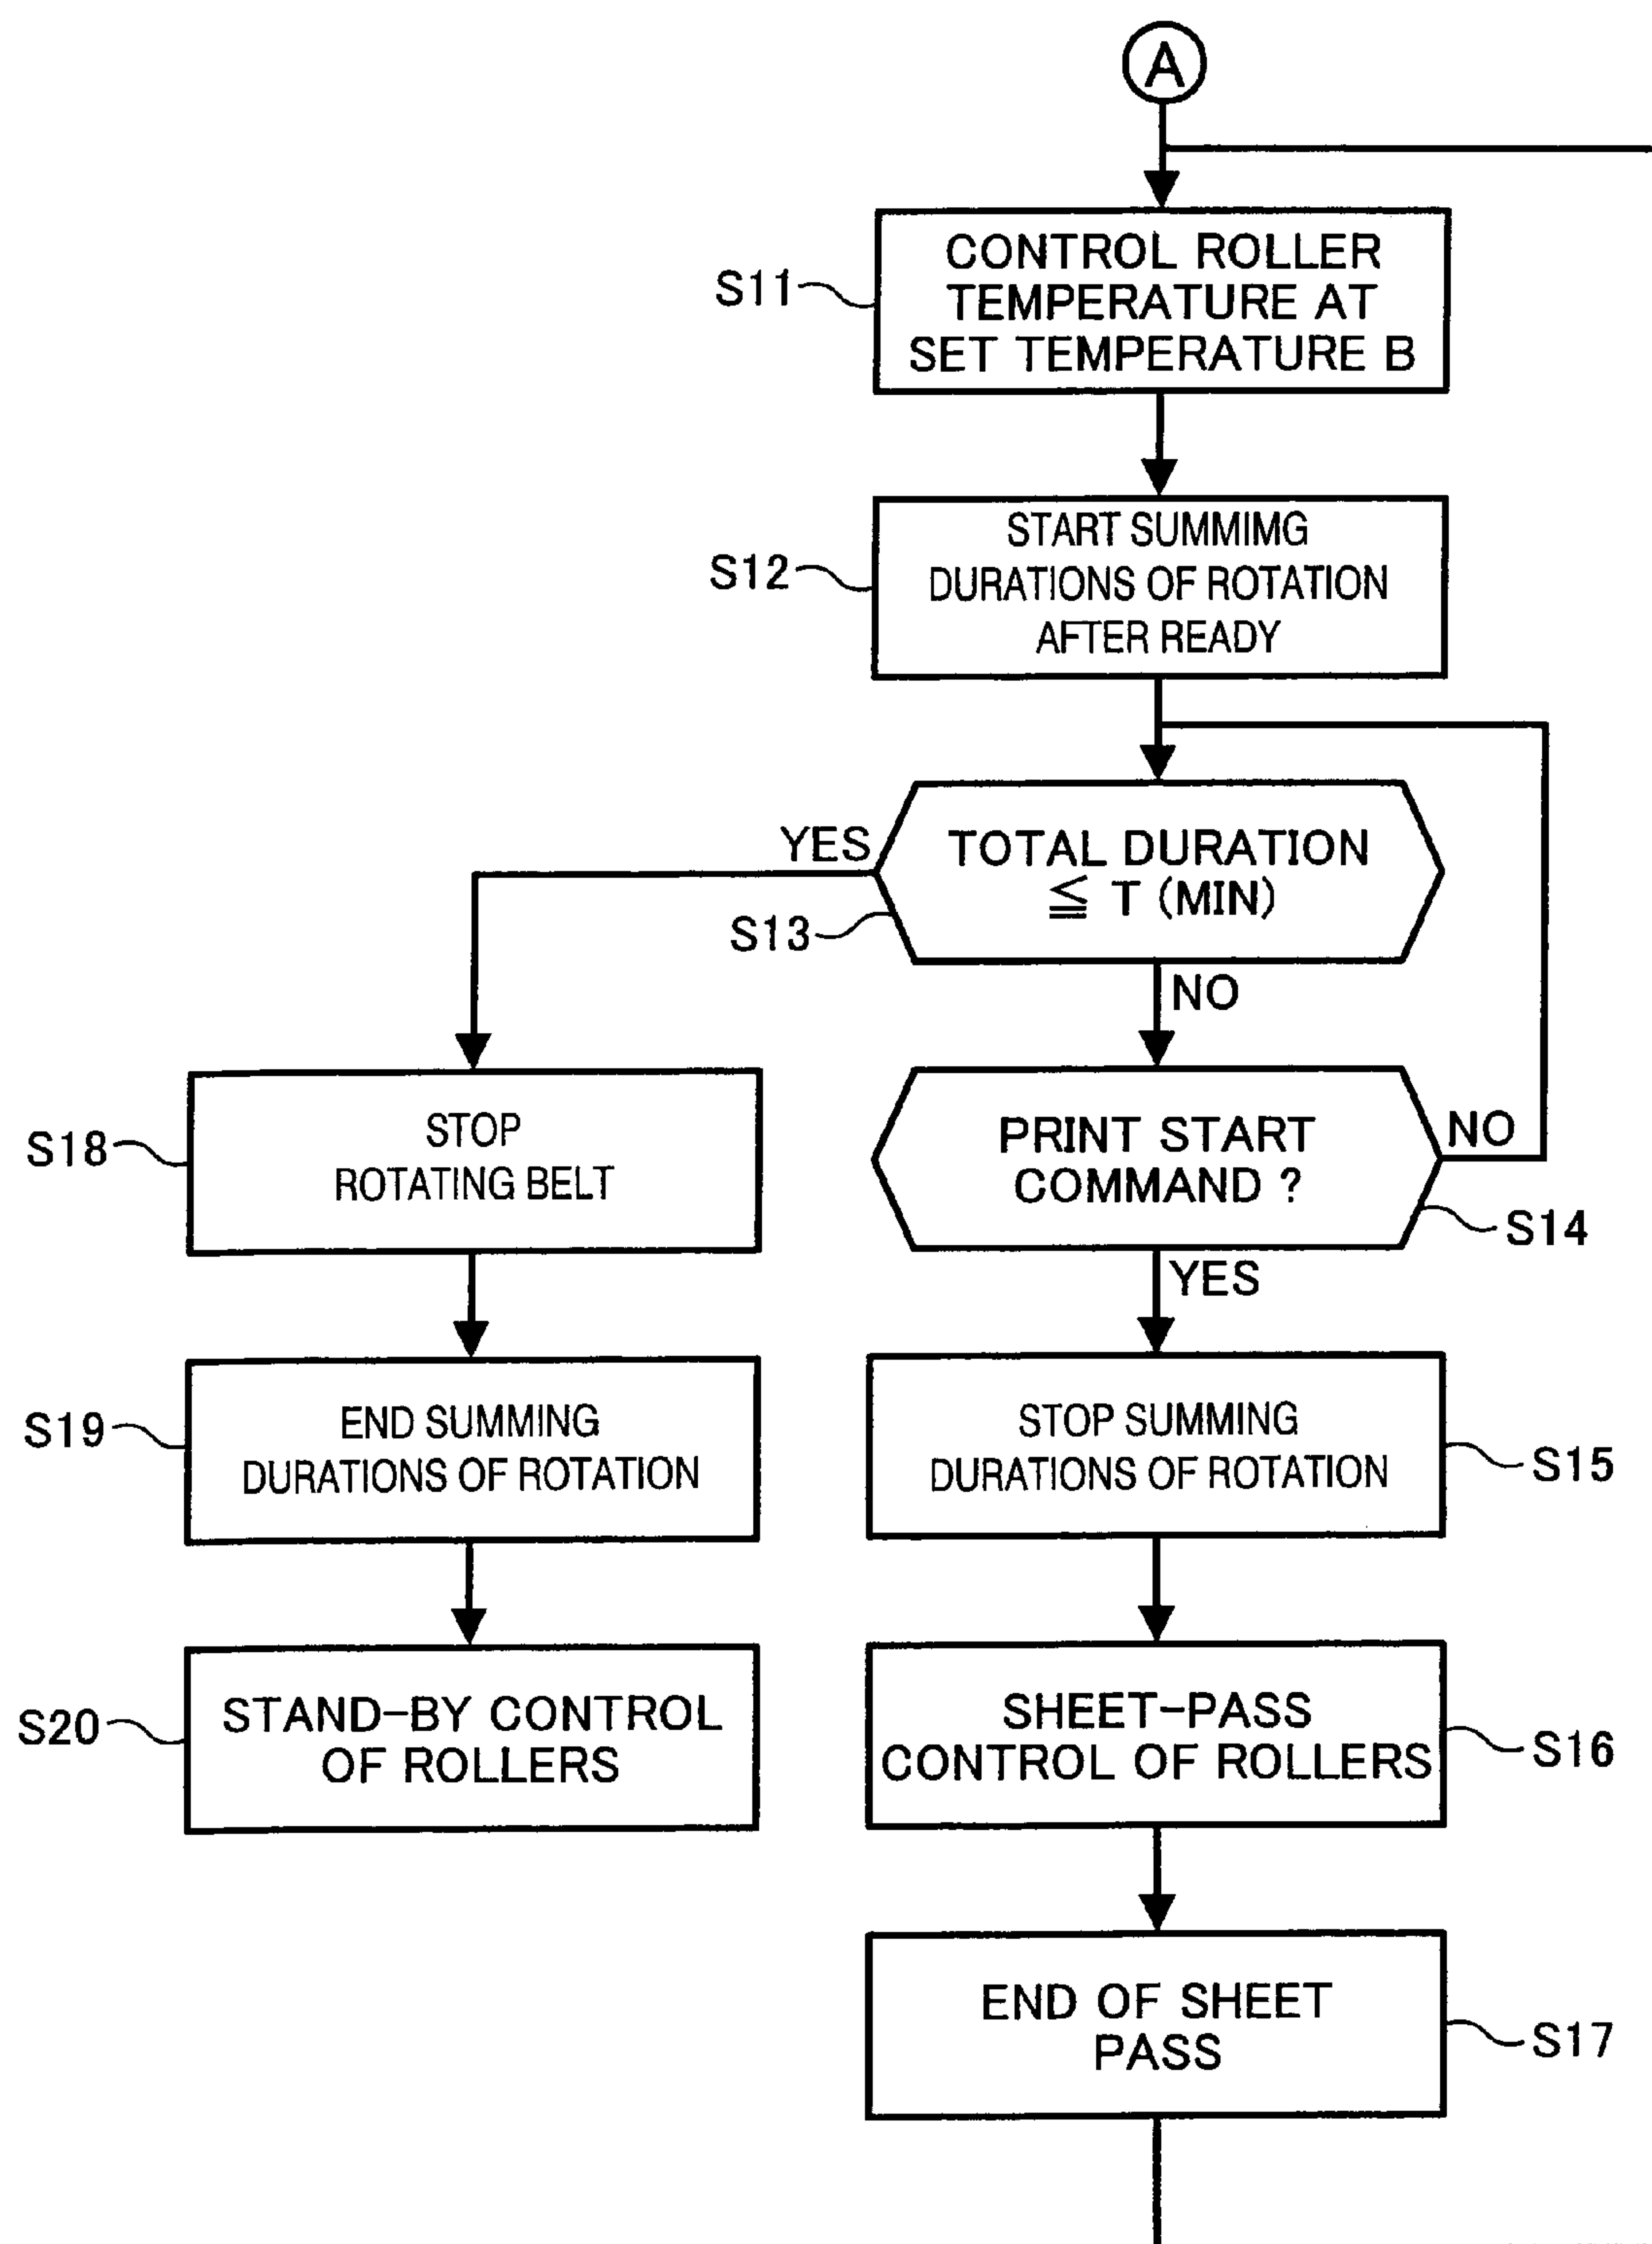 A
S11
CONTROL ROLLER
TEMPERATURE AT
SET TEMPERATURE B
S12
START SUMMIMG
DURATIONS OF ROTATION
AFTER READY
YES
TOTAL DURATION
≦ T (MIN)
S13
NO
S18
STOP
ROTATING BELT
PRINT START
COMMAND ?
NO
S14
YES
S19
END SUMMING
DURATIONS OF ROTATION
STOP SUMMING
DURATIONS OF ROTATION
S15
S20
STAND-BY CONTROL
OF ROLLERS
SHEET-PASS
CONTROL OF ROLLERS
S16
END OF SHEET
PASS
S17